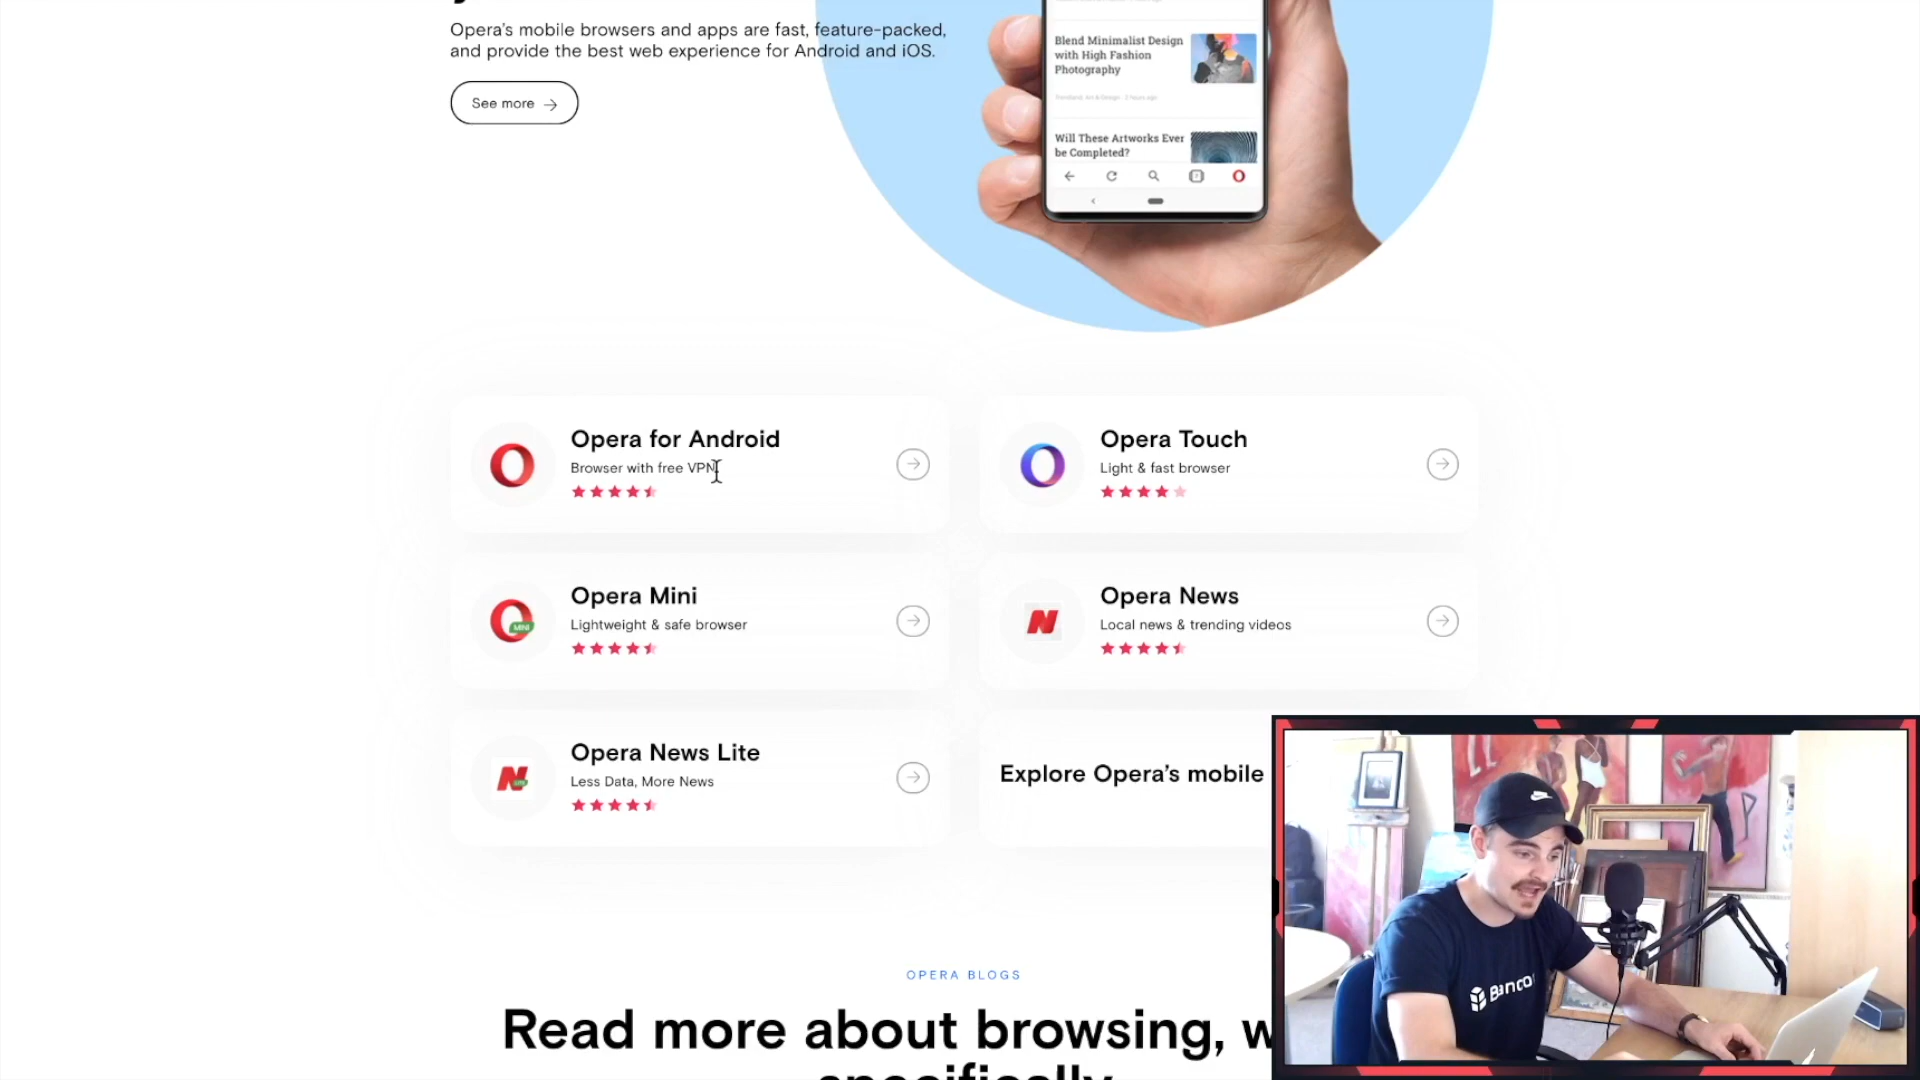 Opera's mobile browsers and apps are fast, feature-packed,
and provide the best web experience for Android and iOS.
See more →
Blend Minimalist Design
with High Fashion
Photography
Will These Artworks Ever
be Completed?
Opera for Android
Browser with free VPN
Opera Touch
Light & fast browser
Opera Mini
Lightweight & safe browser
MINI
Opera News
Local news & trending videos
Opera News Lite
Less Data, More News
Explore Opera's mobile
OPERA BLOGS
Read more about browsing, w
specifically
Bancor